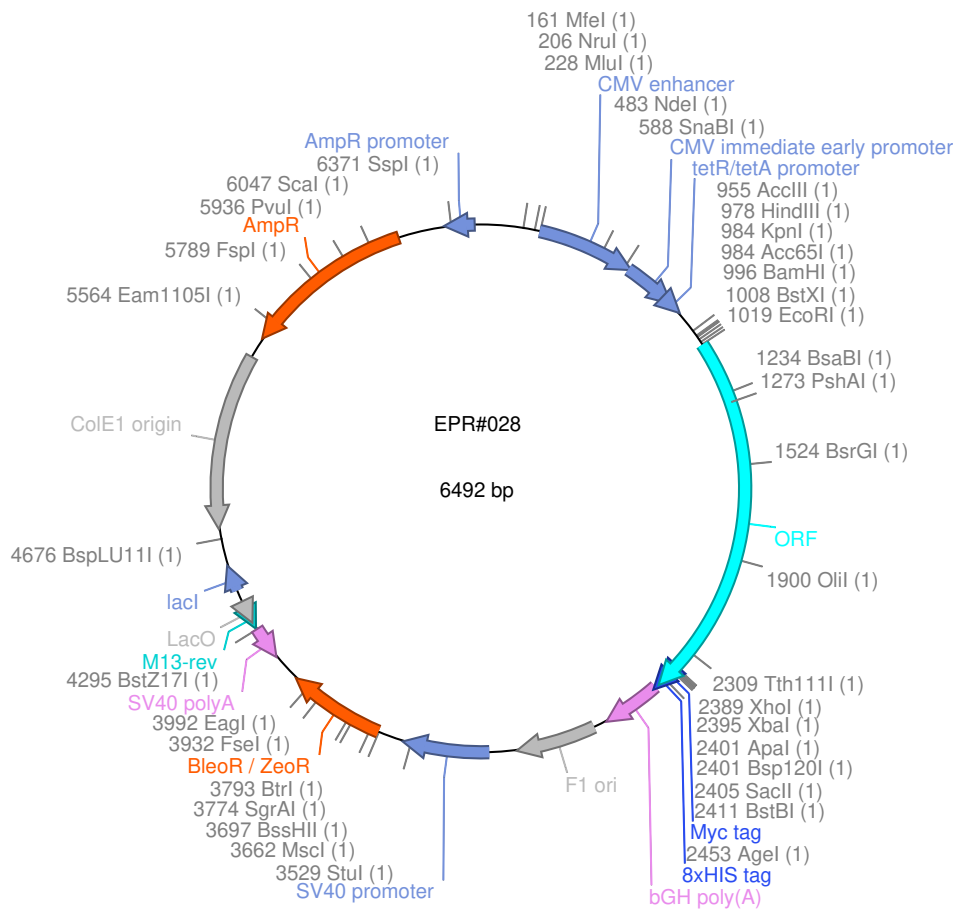 161 MfeI (1)
206 NruI (1)
228 MluI (1)
CMV enhancer
483 NdeI (1)
588 SnaBI (1)
CMV immediate early promoter
tetR/tetA promoter
955 AccIII (1)
978 HindIII (1)
984 KpnI (1)
984 Acc65I (1)
996 BamHI (1)
1008 BstXI (1)
1019 EcoRI (1)
1234 BsaBI (1)
1273 PshAI (1)
1524 BsrGI (1)
ORF
1900 OliI (1)
2309 Tth111I (1)
2389 XhoI (1)
2395 XbaI (1)
2401 ApaI (1)
2401 Bsp120I (1)
2405 SacII (1)
2411 BstBI (1)
Myc tag
2453 AgeI (1)
8xHIS tag
bGH poly(A)
F1 ori
SV40 promoter
3529 StuI (1)
3662 MscI (1)
3697 BssHII (1)
3774 SgrAI (1)
3793 BtrI (1)
BleoR / ZeoR
3932 FseI (1)
3992 EagI (1)
SV40 polyA
4295 BstZ17I (1)
M13-rev
LacO
lacI
4676 BspLU11I (1)
ColE1 origin
5564 Eam1105I (1)
5789 FspI (1)
AmpR
5936 PvuI (1)
6047 ScaI (1)
6371 SspI (1)
AmpR promoter
EPR#028
6492 bp